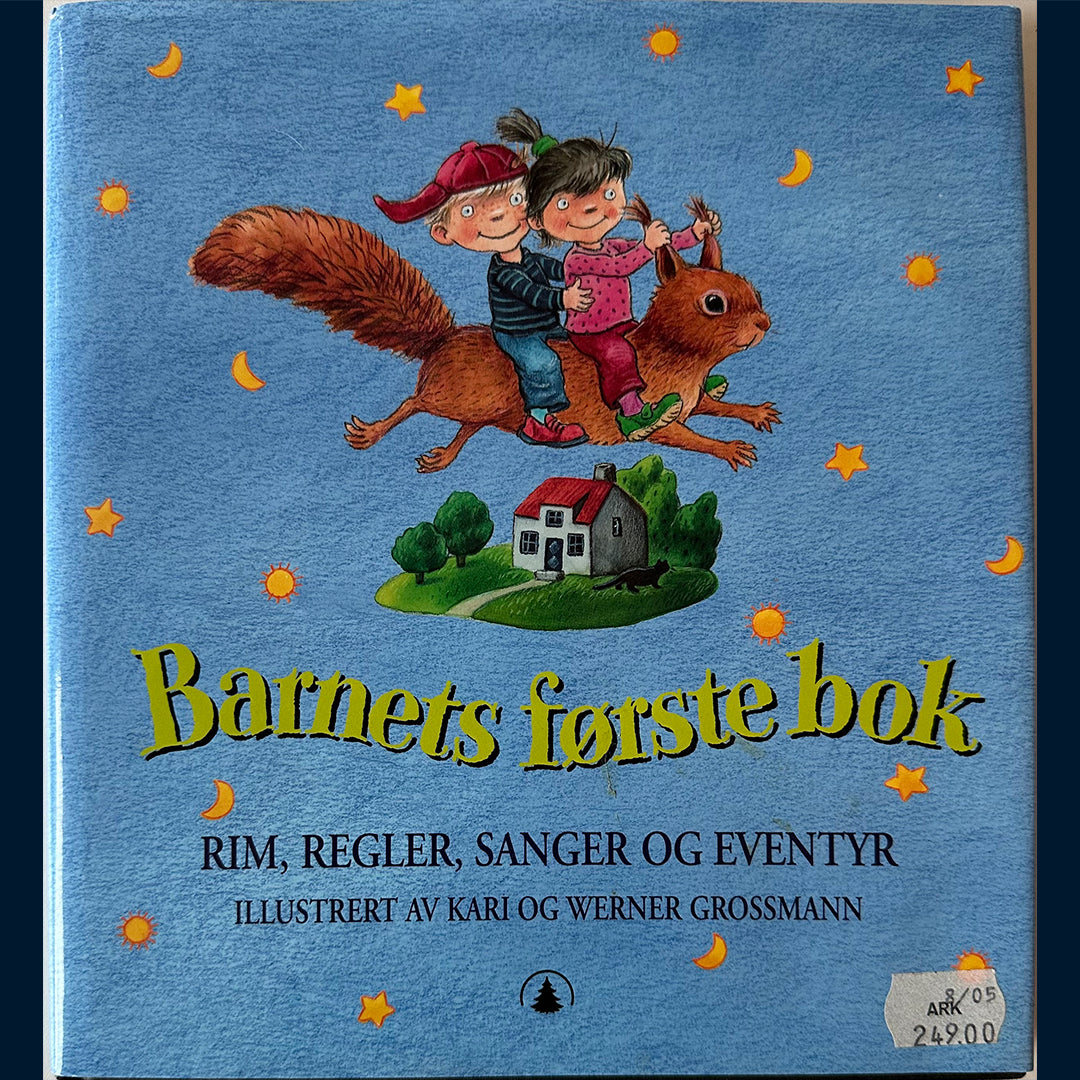 Barnets første bok
RIM, REGLER, SANGER OG EVENTYR
ILLUSTRERT AV KARI OG WERNER GROSSMANN
8/05
ARK
249.00